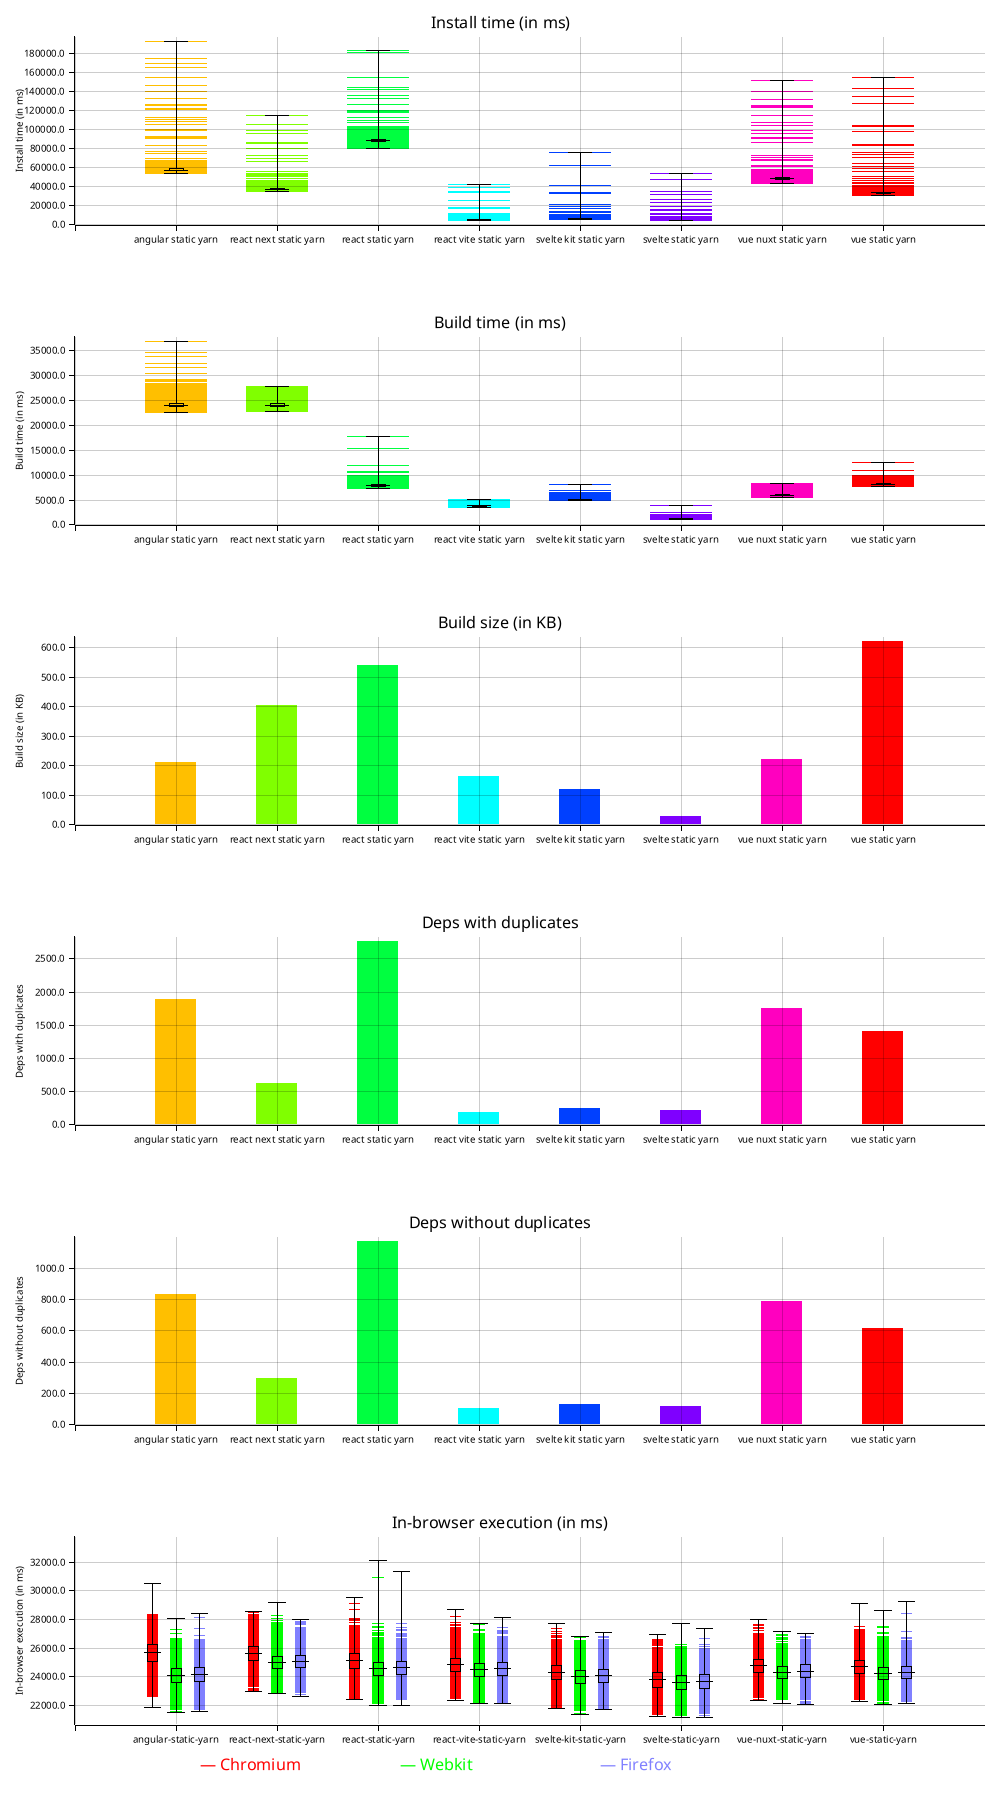 Install time (in ms)
Install time (in ms)
180000.0
160000.0
140000.0
120000.0
100000.0
80000.0
60000.0
40000.0
20000.0
0.0
angular static yarn react next static yarn react static yarn react vite static yarn svelte kit static yarn svelte static yarn vue nuxt static yarn vue static yarn
Build time (in ms)
Build time (in ms)
35000.0
30000.0
25000.0
20000.0
15000.0
10000.0
5000.0
0.0
angular static yarn react next static yarn react static yarn react vite static yarn svelte kit static yarn svelte static yarn vue nuxt static yarn vue static yarn
Build size (in KB)
Build size (in KB)
600.0
500.0
400.0
300.0
200.0
100.0
0.0
angular static yarn react next static yarn react static yarn react vite static yarn svelte kit static yarn svelte static yarn vue nuxt static yarn vue static yarn
Deps with duplicates
Deps with duplicates
2500.0
2000.0
1500.0
1000.0
500.0
0.0
angular static yarn react next static yarn react static yarn react vite static yarn svelte kit static yarn svelte static yarn vue nuxt static yarn vue static yarn
Deps without duplicates
Deps without duplicates
1000.0
800.0
600.0
400.0
200.0
0.0
angular static yarn react next static yarn react static yarn react vite static yarn svelte kit static yarn svelte static yarn vue nuxt static yarn vue static yarn
In-browser execution (in ms)
In-browser execution (in ms)
32000.0
30000.0
28000.0
26000.0
24000.0
22000.0
angular-static-yarn react-next-static-yarn react-static-yarn react-vite-static-yarn svelte-kit-static-yarn svelte-static-yarn vue-nuxt-static-yarn vue-static-yarn
— Chromium — Webkit — Firefox